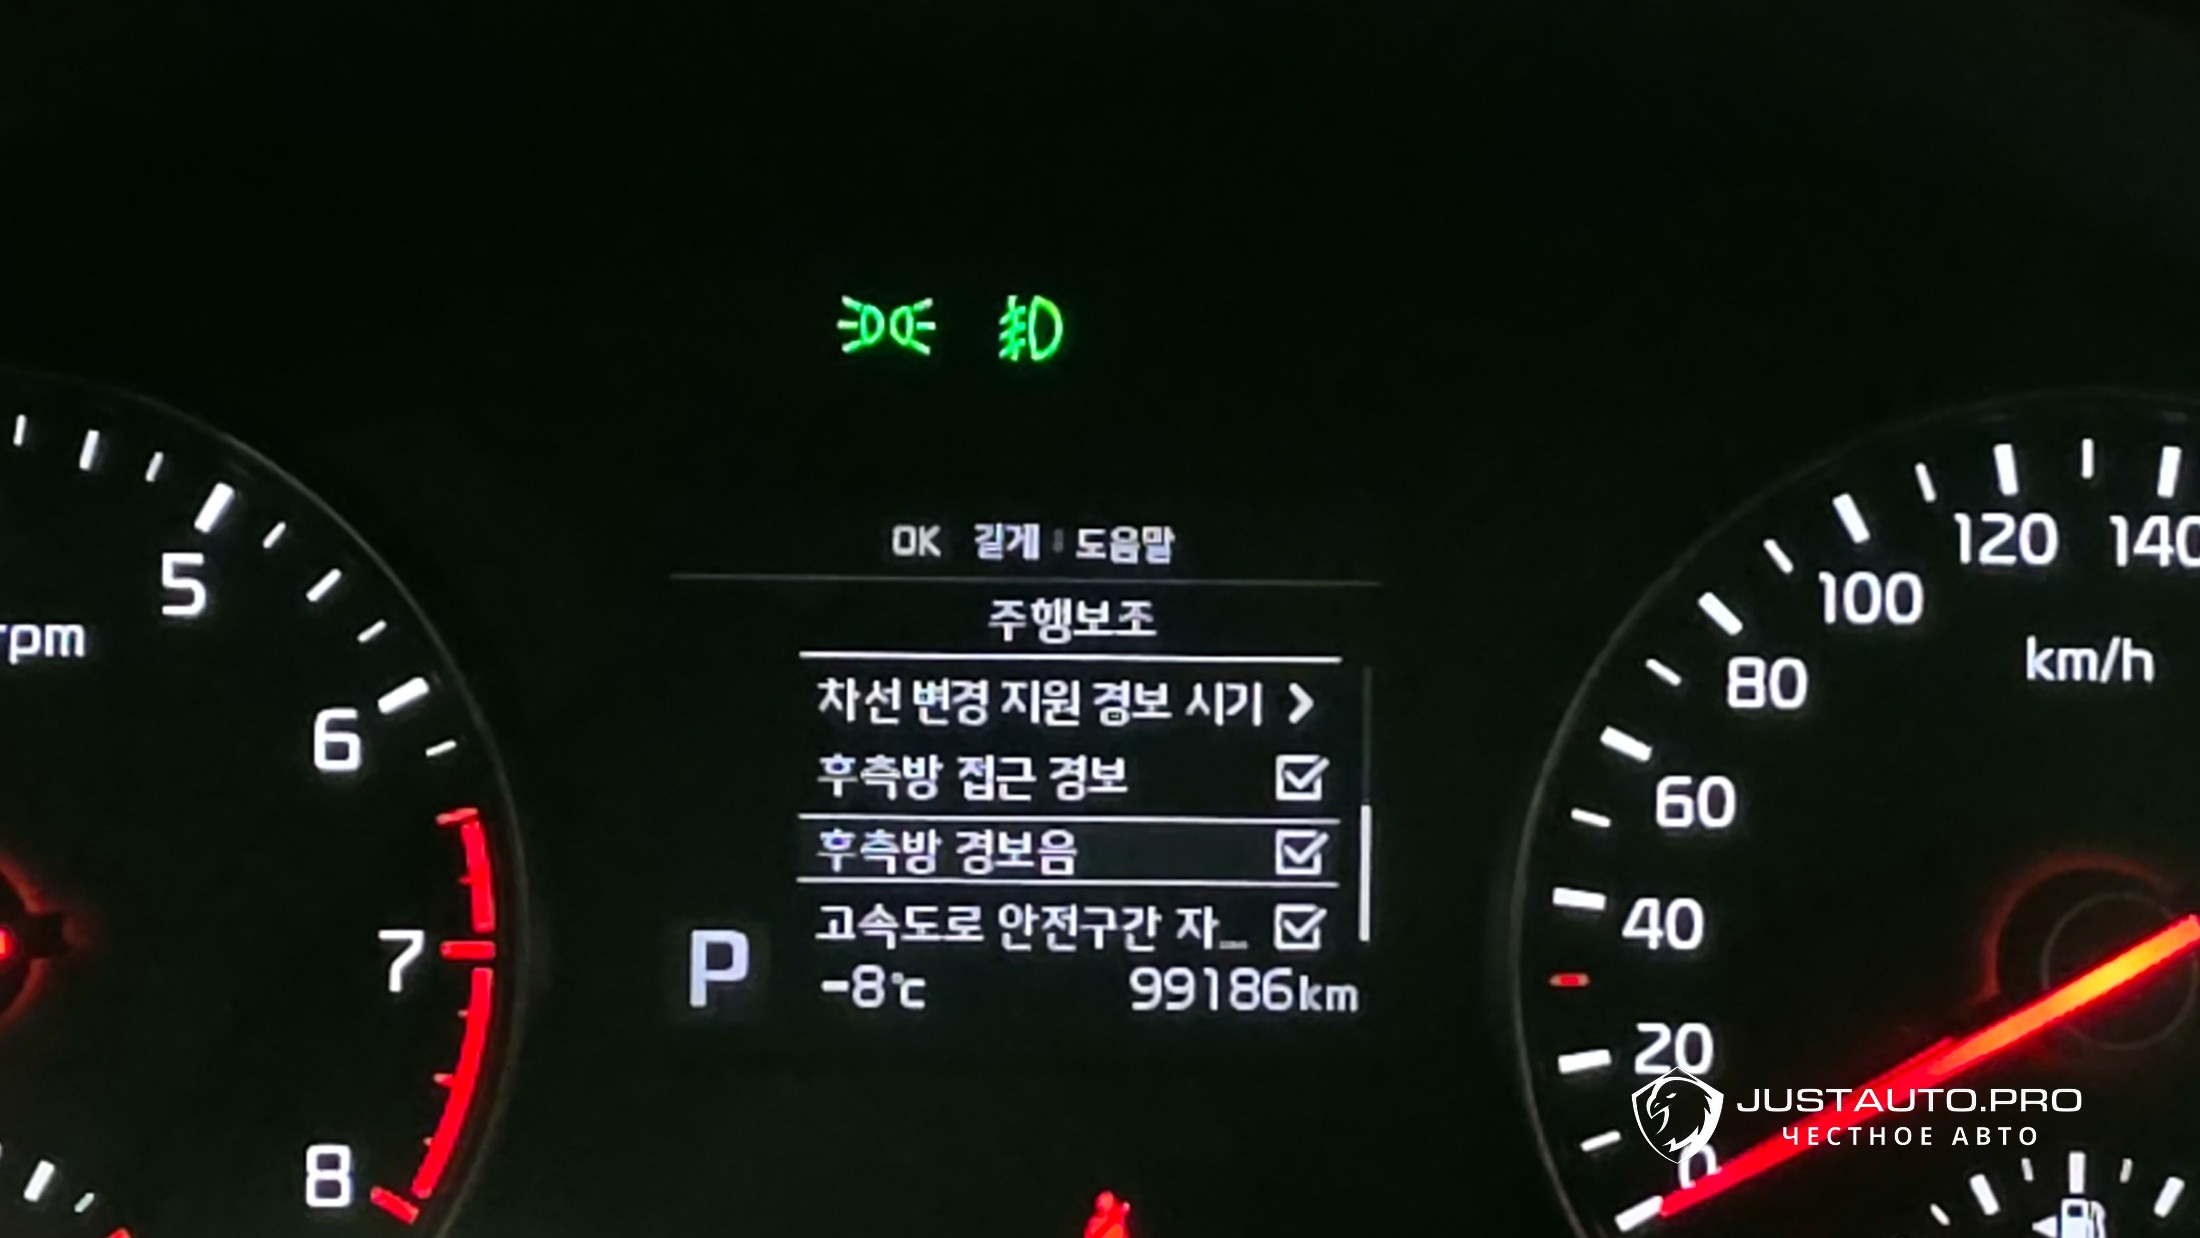 OK 길게 : 도움말
주행보조
차선 변경 지원 경보 시기 >
후측방 접근 경보
후측방 경보음
고속도로 안전구간 자...
P
-8℃ 99186km
5
rpm
6
7
8
140
120
100
km/h
80
60
40
20
0
JUSTAUTO.PRO
ЧЕСТНОЕ АВТО